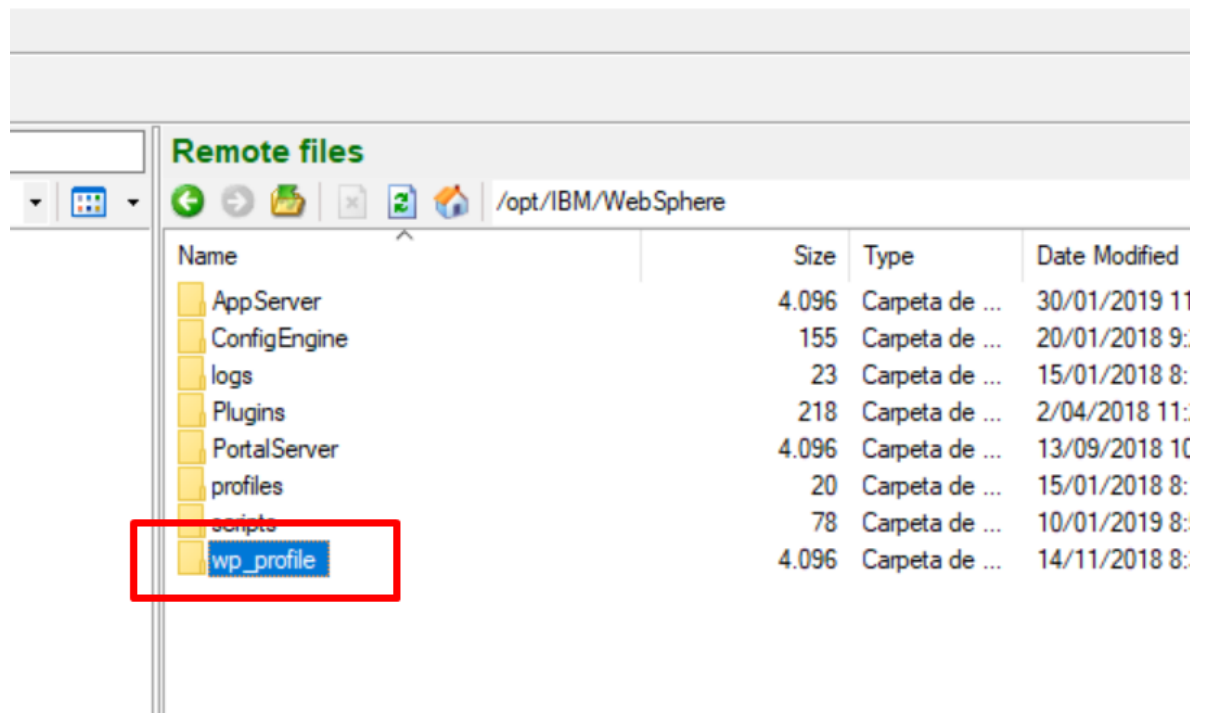 Remote files
/opt/IBM/WebSphere
Name Size Type Date Modified
AppServer 4.096 Carpeta de ... 30/01/2019 11
ConfigEngine 155 Carpeta de ... 20/01/2018 9:
logs 23 Carpeta de ... 15/01/2018 8:
Plugins 218 Carpeta de ... 2/04/2018 11:
PortalServer 4.096 Carpeta de ... 13/09/2018 10
profiles 20 Carpeta de ... 15/01/2018 8:
scripts 78 Carpeta de ... 10/01/2019 8:
wp_profile 4.096 Carpeta de ... 14/11/2018 8: